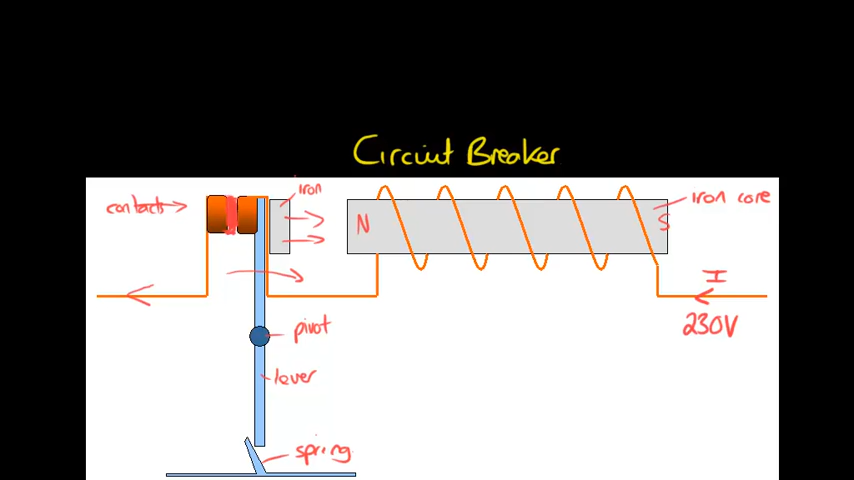 Circuit Breaker
iron
contacts
iron core
N
S
I
230V
pivot
lever
spring